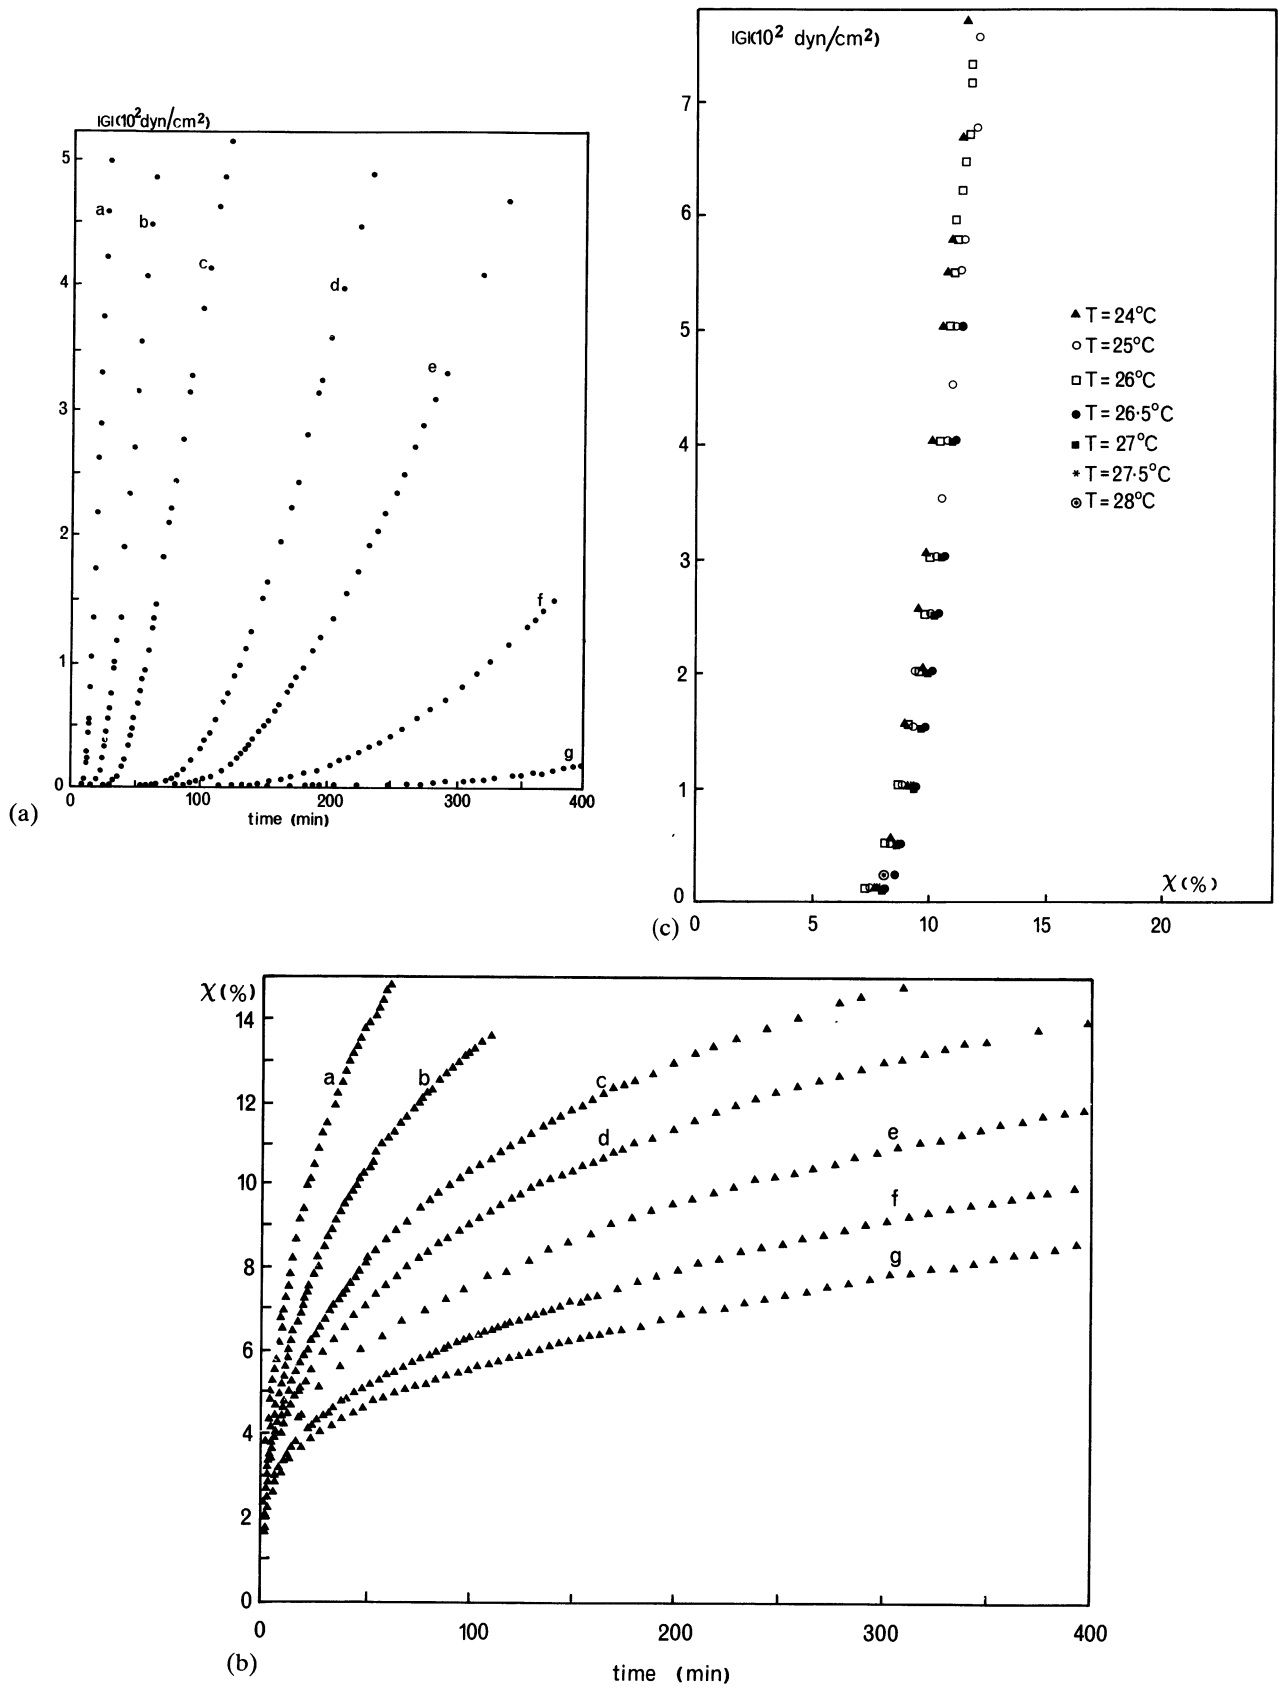 |G|(10² dyn/cm²)
5
4
3
2
1
0
a
b
c
d
e
f
g
0 100 200 300 400
time (min)
(a)
|G|(10² dyn/cm²)
7
6
5
4
3
2
1
0
▲ T = 24°C
○ T = 25°C
□ T = 26°C
● T = 26·5°C
■ T = 27°C
* T = 27·5°C
⊙ T = 28°C
χ(%)
0 5 10 15 20
(c)
χ(%)
14
12
10
8
6
4
2
0
a
b
c
d
e
f
g
0 100 200 300 400
time (min)
(b)